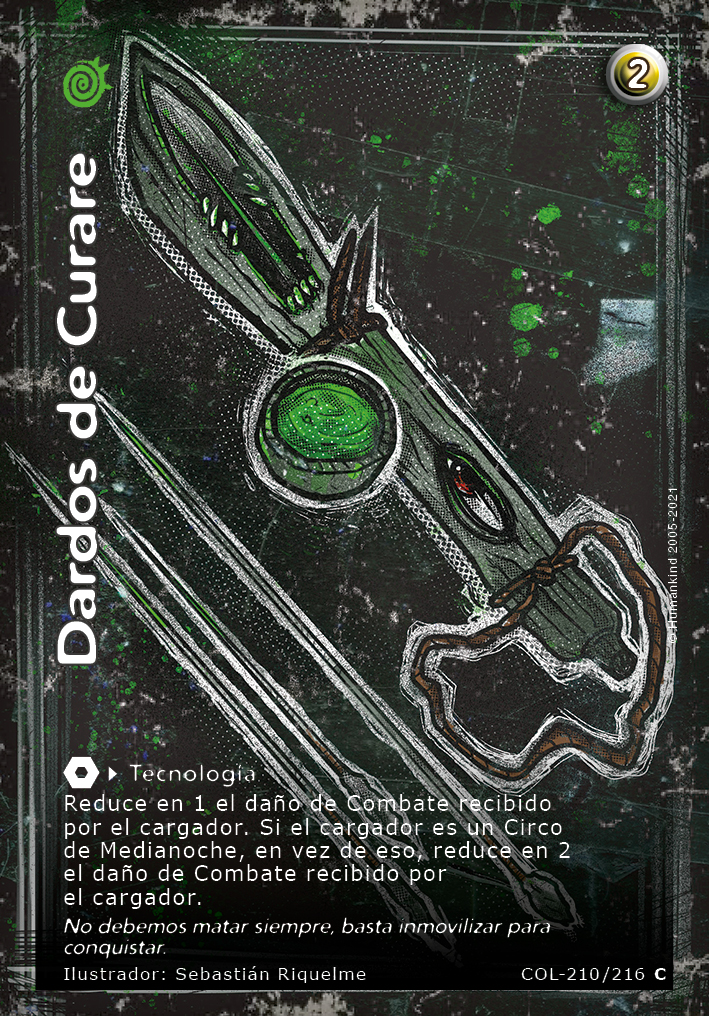 2
Dardos de Curare
© Humankind 2005-2021
Tecnología
Reduce en 1 el daño de Combate recibido
por el cargador. Si el cargador es un Circo
de Medianoche, en vez de eso, reduce en 2
el daño de Combate recibido por
el cargador.
No debemos matar siempre, basta inmovilizar para
conquistar.
Ilustrador: Sebastián Riquelme COL-210/216 C